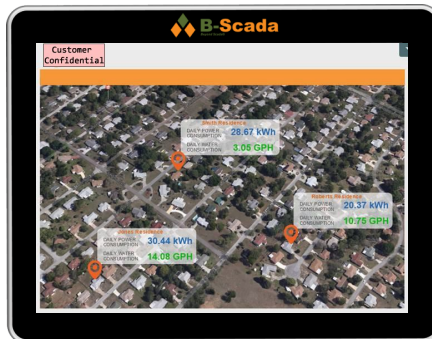 B-Scada
Customer
Confidential
Smith Residence
DAILY POWER
CONSUMPTION
28.67 kWh
DAILY WATER
CONSUMPTION
3.05 GPH
Roberts Residence
DAILY POWER
CONSUMPTION
20.37 kWh
DAILY WATER
CONSUMPTION
10.75 GPH
Jones Residence
DAILY POWER
CONSUMPTION
30.44 kWh
DAILY WATER
CONSUMPTION
14.08 GPH